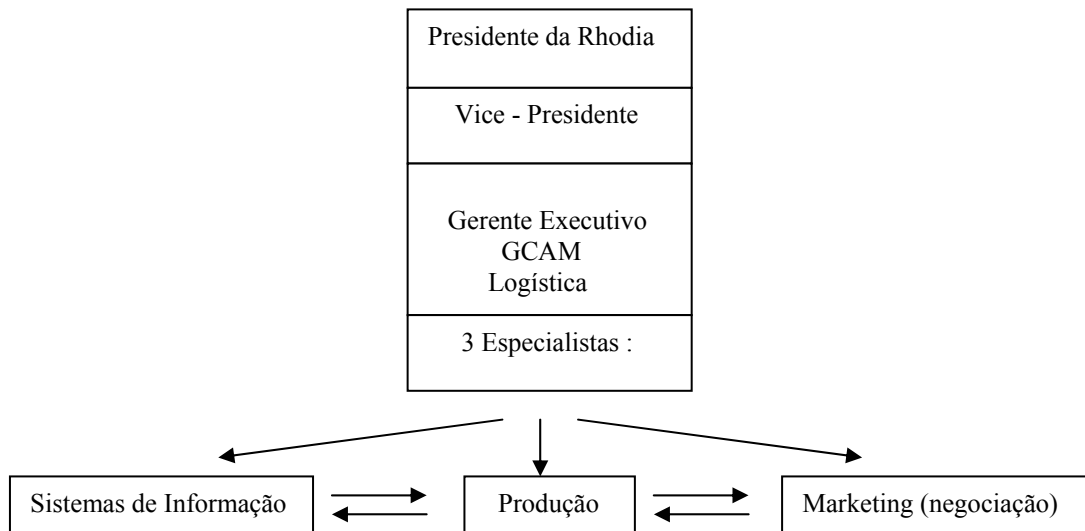 Presidente da Rhodia
Vice - Presidente
Gerente Executivo
GCAM
Logística
3 Especialistas :
Sistemas de Informação
Produção
Marketing (negociação)